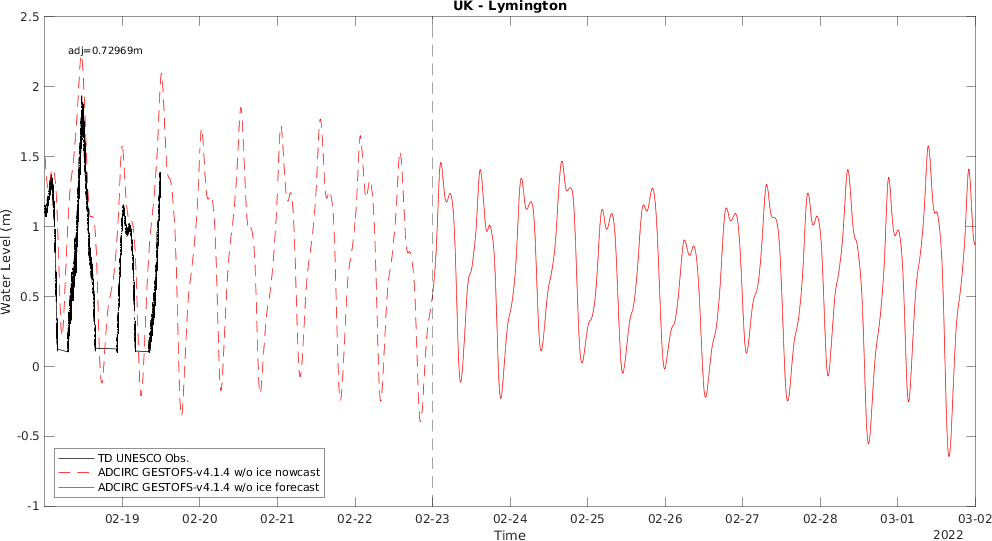 UK - Lymington
adj=0.72969m
2.5
2
1.5
1
0.5
0
-0.5
-1
Water Level (m)
TD UNESCO Obs.
ADCIRC GESTOFS-v4.1.4 w/o ice nowcast
ADCIRC GESTOFS-v4.1.4 w/o ice forecast
02-19 02-20 02-21 02-22 02-23 02-24 02-25 02-26 02-27 02-28 03-01 03-02
Time
2022